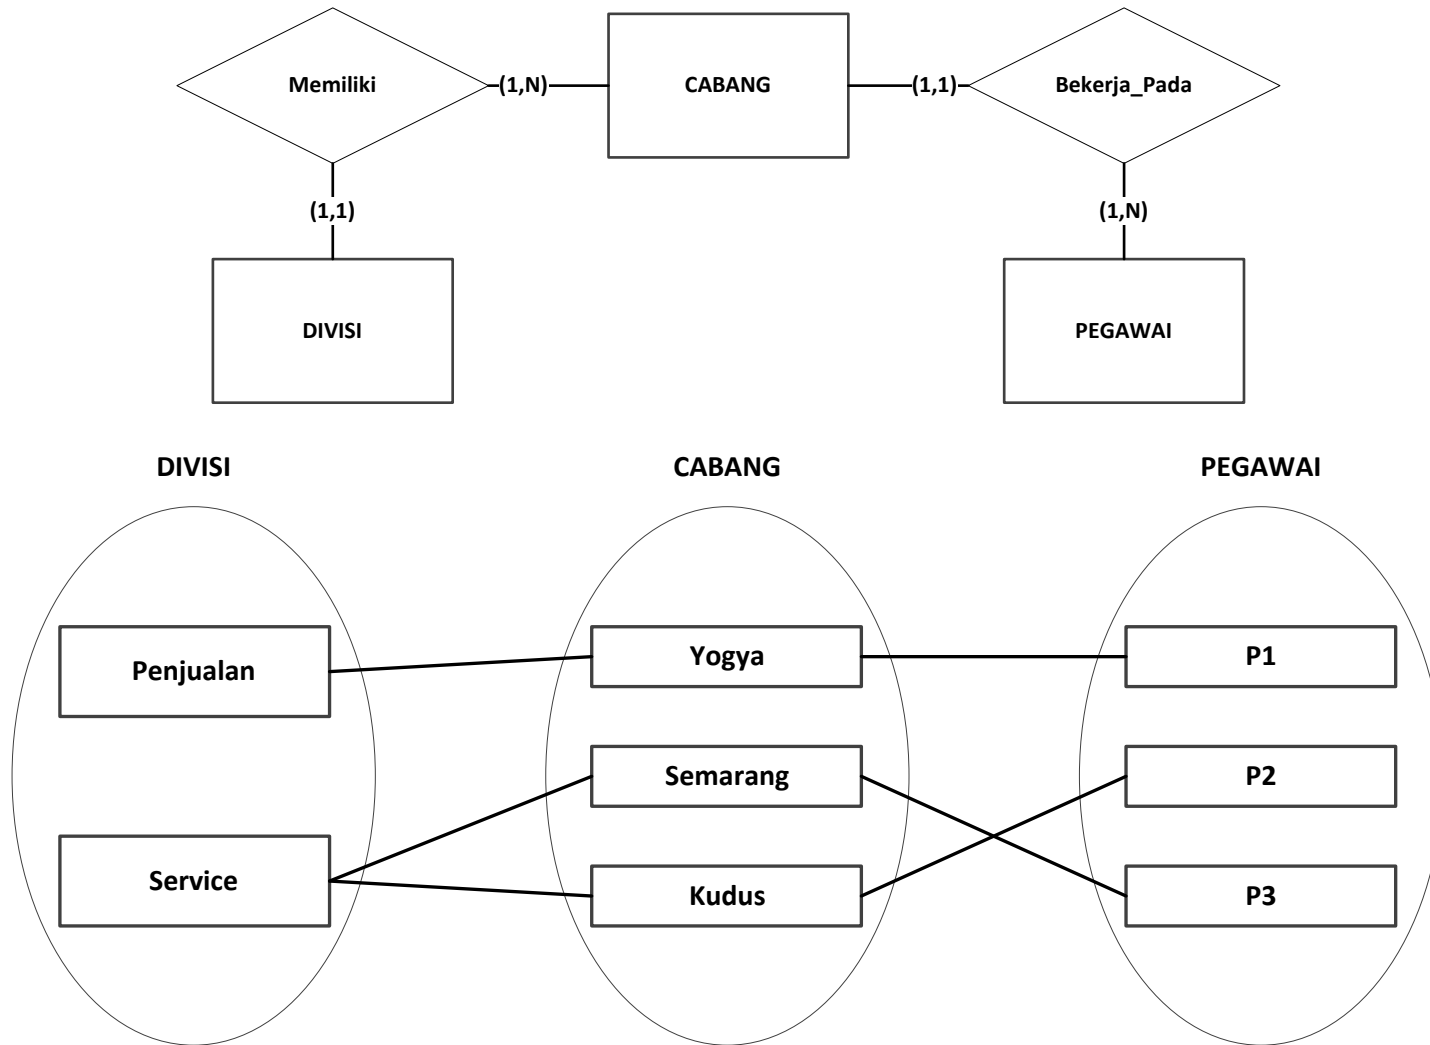 Memiliki
(1,N)
CABANG
(1,1)
Bekerja_Pada
(1,1)
(1,N)
DIVISI
PEGAWAI
DIVISI
CABANG
PEGAWAI
Penjualan
Yogya
P1
Semarang
P2
Service
Kudus
P3